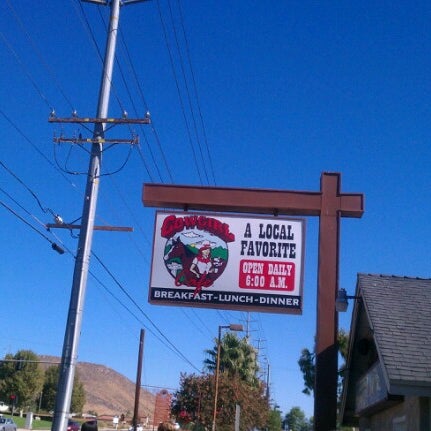 COWGIRL
A LOCAL
FAVORITE
OPEN DAILY
6:00 A.M.
BREAKFAST-LUNCH-DINNER